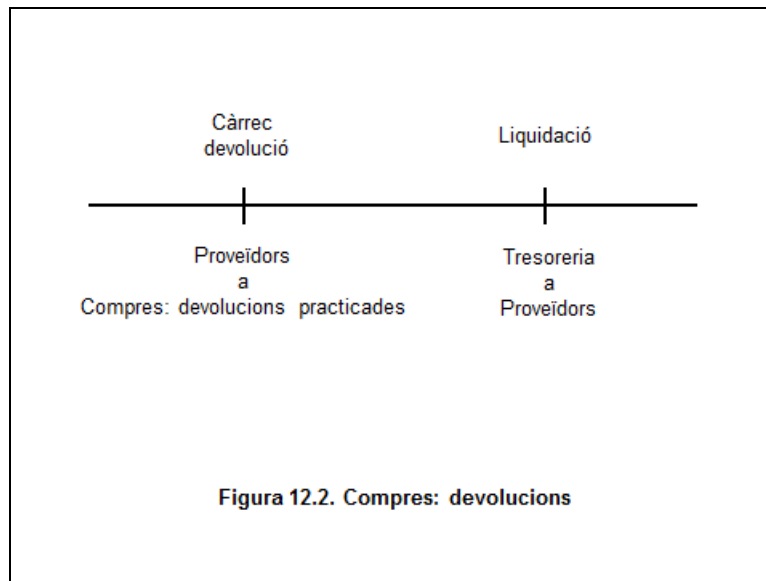 Càrrec
devolució
Liquidació
Proveïdors
a
Compres: devolucions practicades
Tresoreria
a
Proveïdors
Figura 12.2. Compres: devolucions